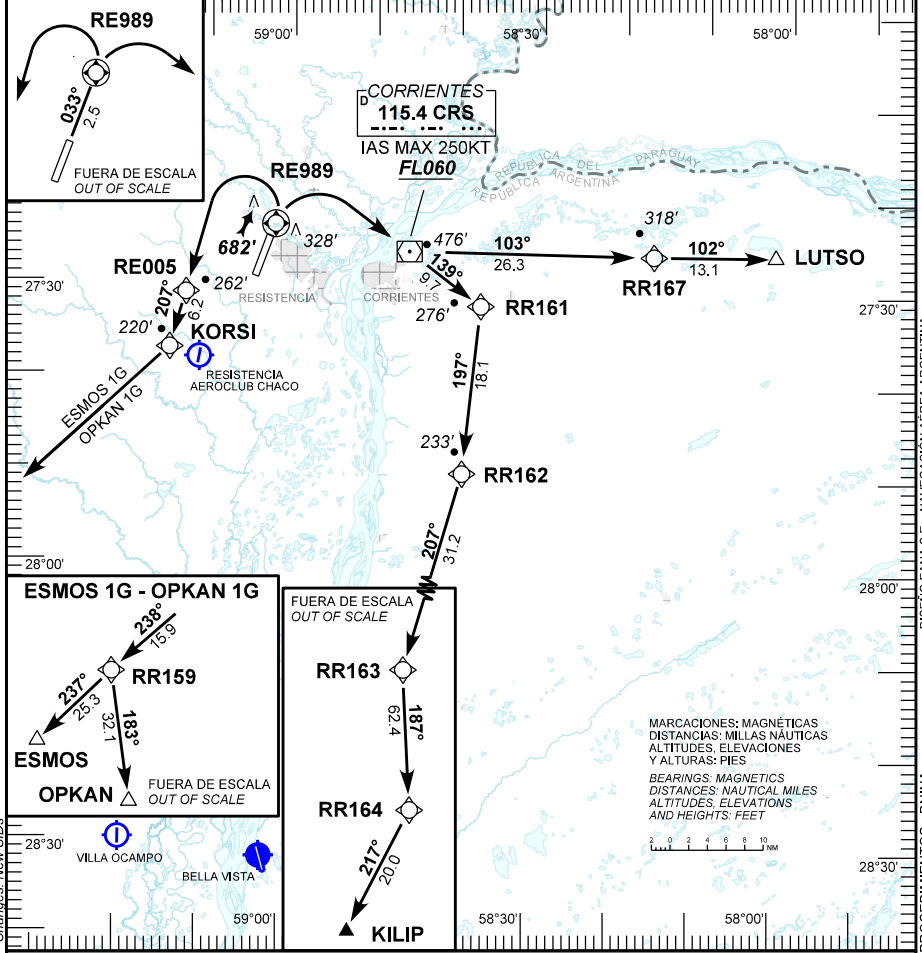 RE989
033°
2.5
FUERA DE ESCALA
OUT OF SCALE
59°00'
58°30'
58°00'
D CORRIENTES
115.4 CRS
IAS MAX 250KT
FL060
REPÚBLICA DEL PARAGUAY
REPÚBLICA ARGENTINA
RE989
682'
328'
476'
103°
26.3
318'
102°
13.1
LUTSO
RR167
RE005
262'
207°
6.2
220'
KORSI
RESISTENCIA
CORRIENTES
139°
9.7
276'
RR161
27°30'
27°30'
RESISTENCIA
AEROCLUB CHACO
ESMOS 1G
OPKAN 1G
197°
18.1
233'
RR162
207°
31.2
28°00'
28°00'
ESMOS 1G - OPKAN 1G
238°
15.9
RR159
237°
25.3
183°
32.1
ESMOS
OPKAN
FUERA DE ESCALA
OUT OF SCALE
FUERA DE ESCALA
OUT OF SCALE
RR163
187°
62.4
RR164
217°
20.0
KILIP
MARCACIONES: MAGNÉTICAS
DISTANCIAS: MILLAS NÁUTICAS
ALTITUDES, ELEVACIONES
Y ALTURAS: PIES
BEARINGS: MAGNETICS
DISTANCES: NAUTICAL MILES
ALTITUDES, ELEVATIONS
AND HEIGHTS: FEET
2 0 2 4 6 8 10 NM
28°30'
28°30'
VILLA OCAMPO
BELLA VISTA
59°00'
58°30'
58°00'
Changes: New SIDs